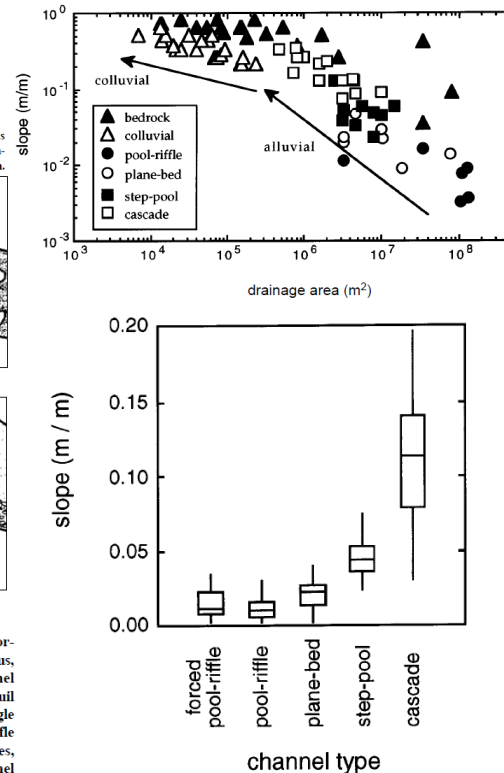 slope (m/m)
10^0
10^-1
10^-2
10^-3
colluvial
alluvial
bedrock
colluvial
pool-riffle
plane-bed
step-pool
cascade
10^3 10^4 10^5 10^6 10^7 10^8
drainage area (m^2)
slope (m / m)
0.20
0.15
0.10
0.05
0.00
forced
pool-riffle
pool-riffle
plane-bed
step-pool
cascade
channel type